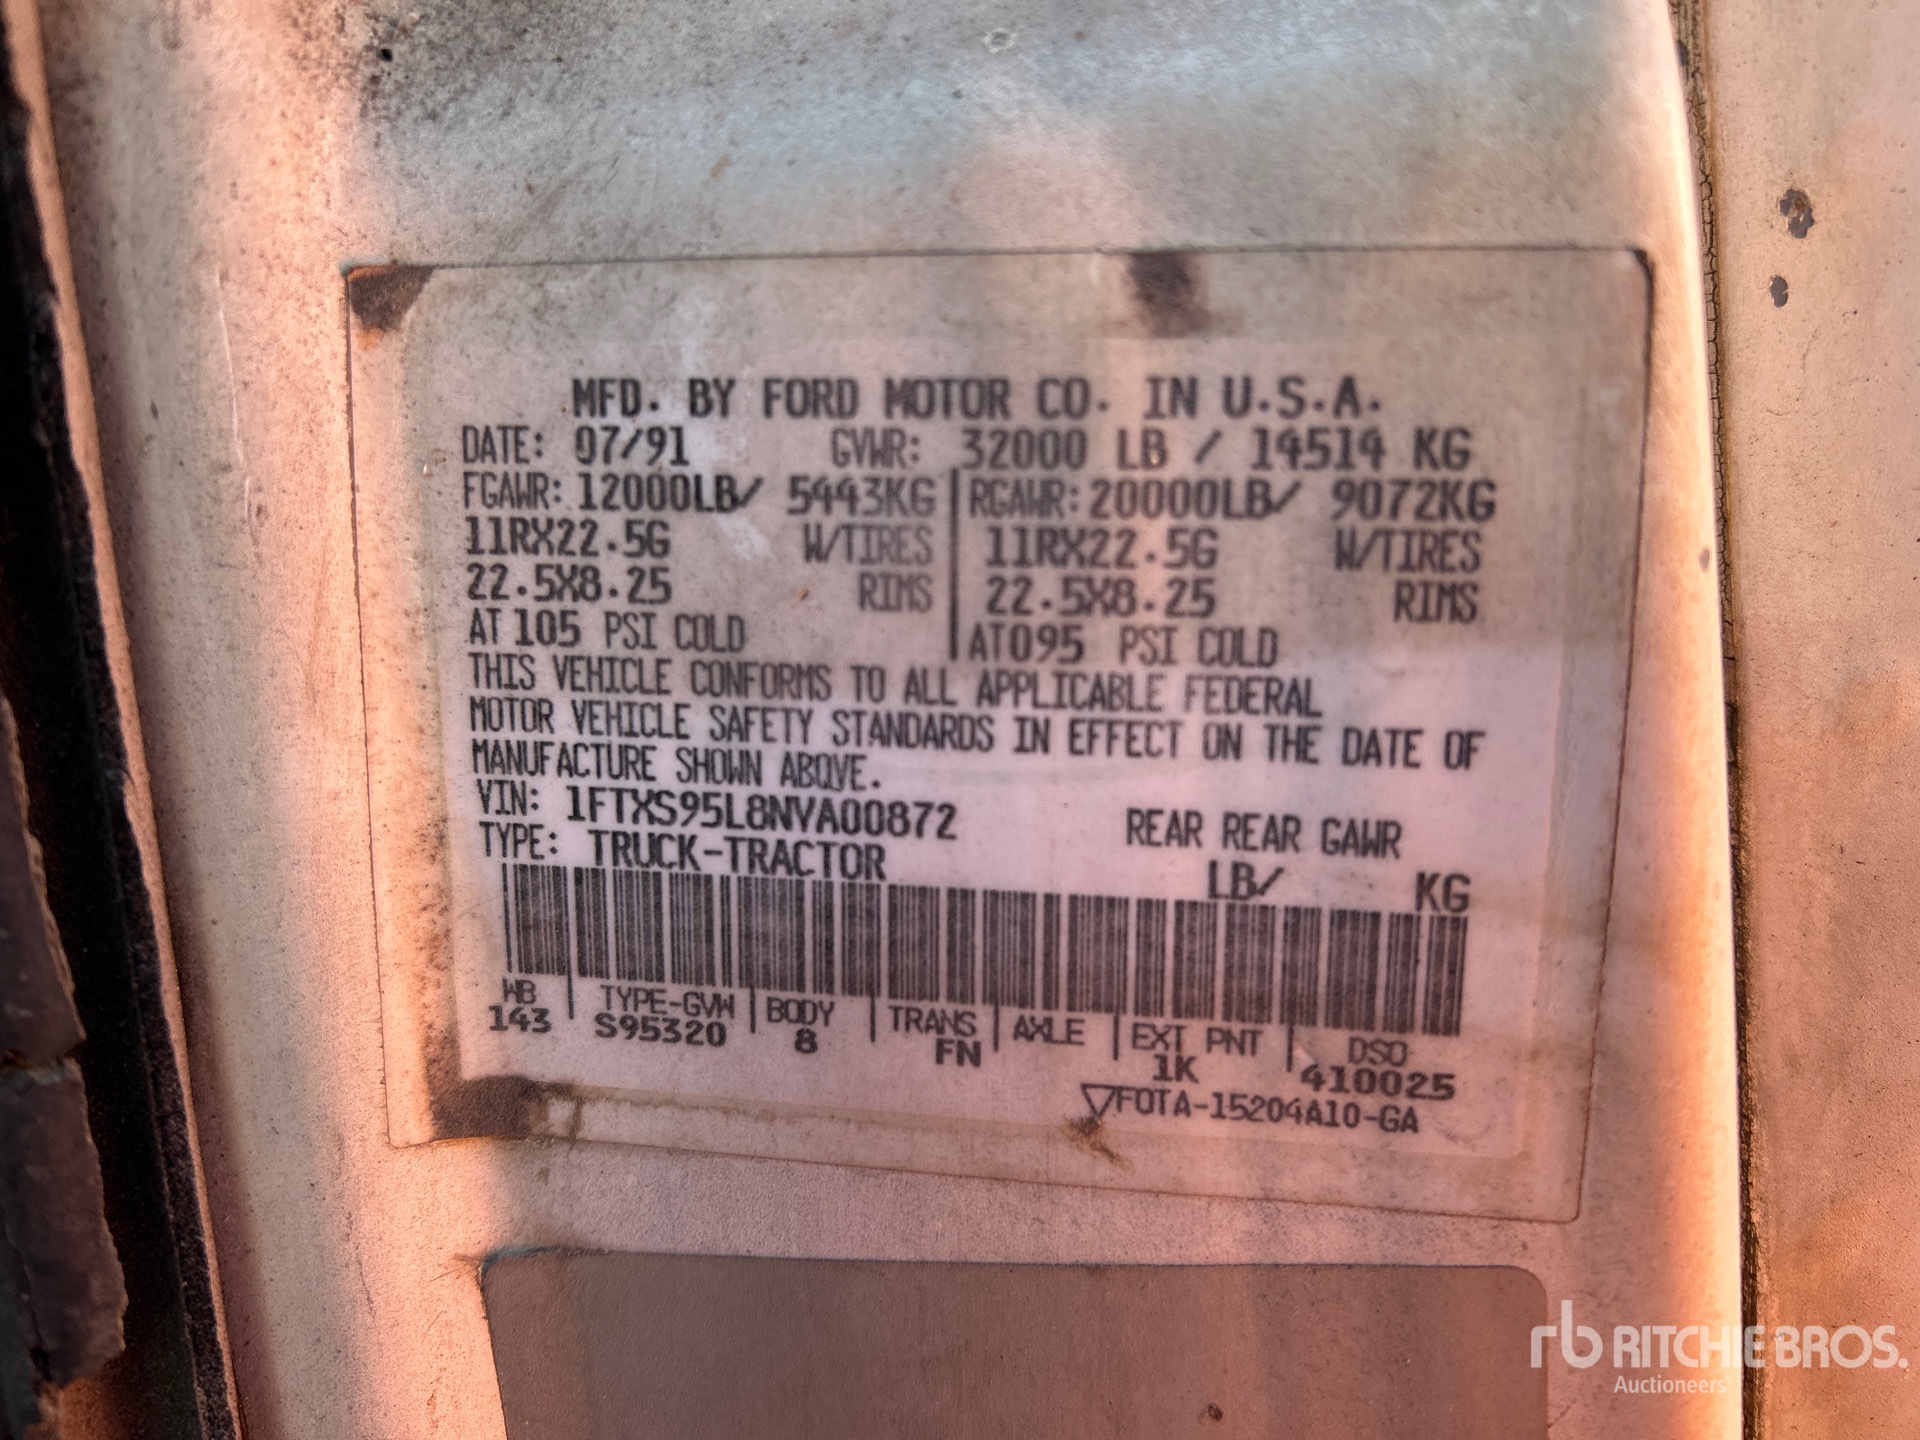 MFD. BY FORD MOTOR CO. IN U.S.A.
DATE: 07/91 GVWR: 32000 LB / 14514 KG
FGAWR: 12000LB/ 5443KG RGAWR: 20000LB/ 9072KG
11RX22.5G W/TIRES 11RX22.5G W/TIRES
22.5X8.25 RIMS 22.5X8.25 RIMS
AT 105 PSI COLD AT 095 PSI COLD
THIS VEHICLE CONFORMS TO ALL APPLICABLE FEDERAL
MOTOR VEHICLE SAFETY STANDARDS IN EFFECT ON THE DATE OF
MANUFACTURE SHOWN ABOVE.
VIN: 1FTXS95L8NVA00872 REAR REAR GAWR
TYPE: TRUCK-TRACTOR LB/ KG
WB TYPE-GVW BODY TRANS AXLE EXT PNT DSO
143 S95320 8 FN 1K 410025
FOTA-15204A10-GA
rb RITCHIE BROS.
Auctioneers